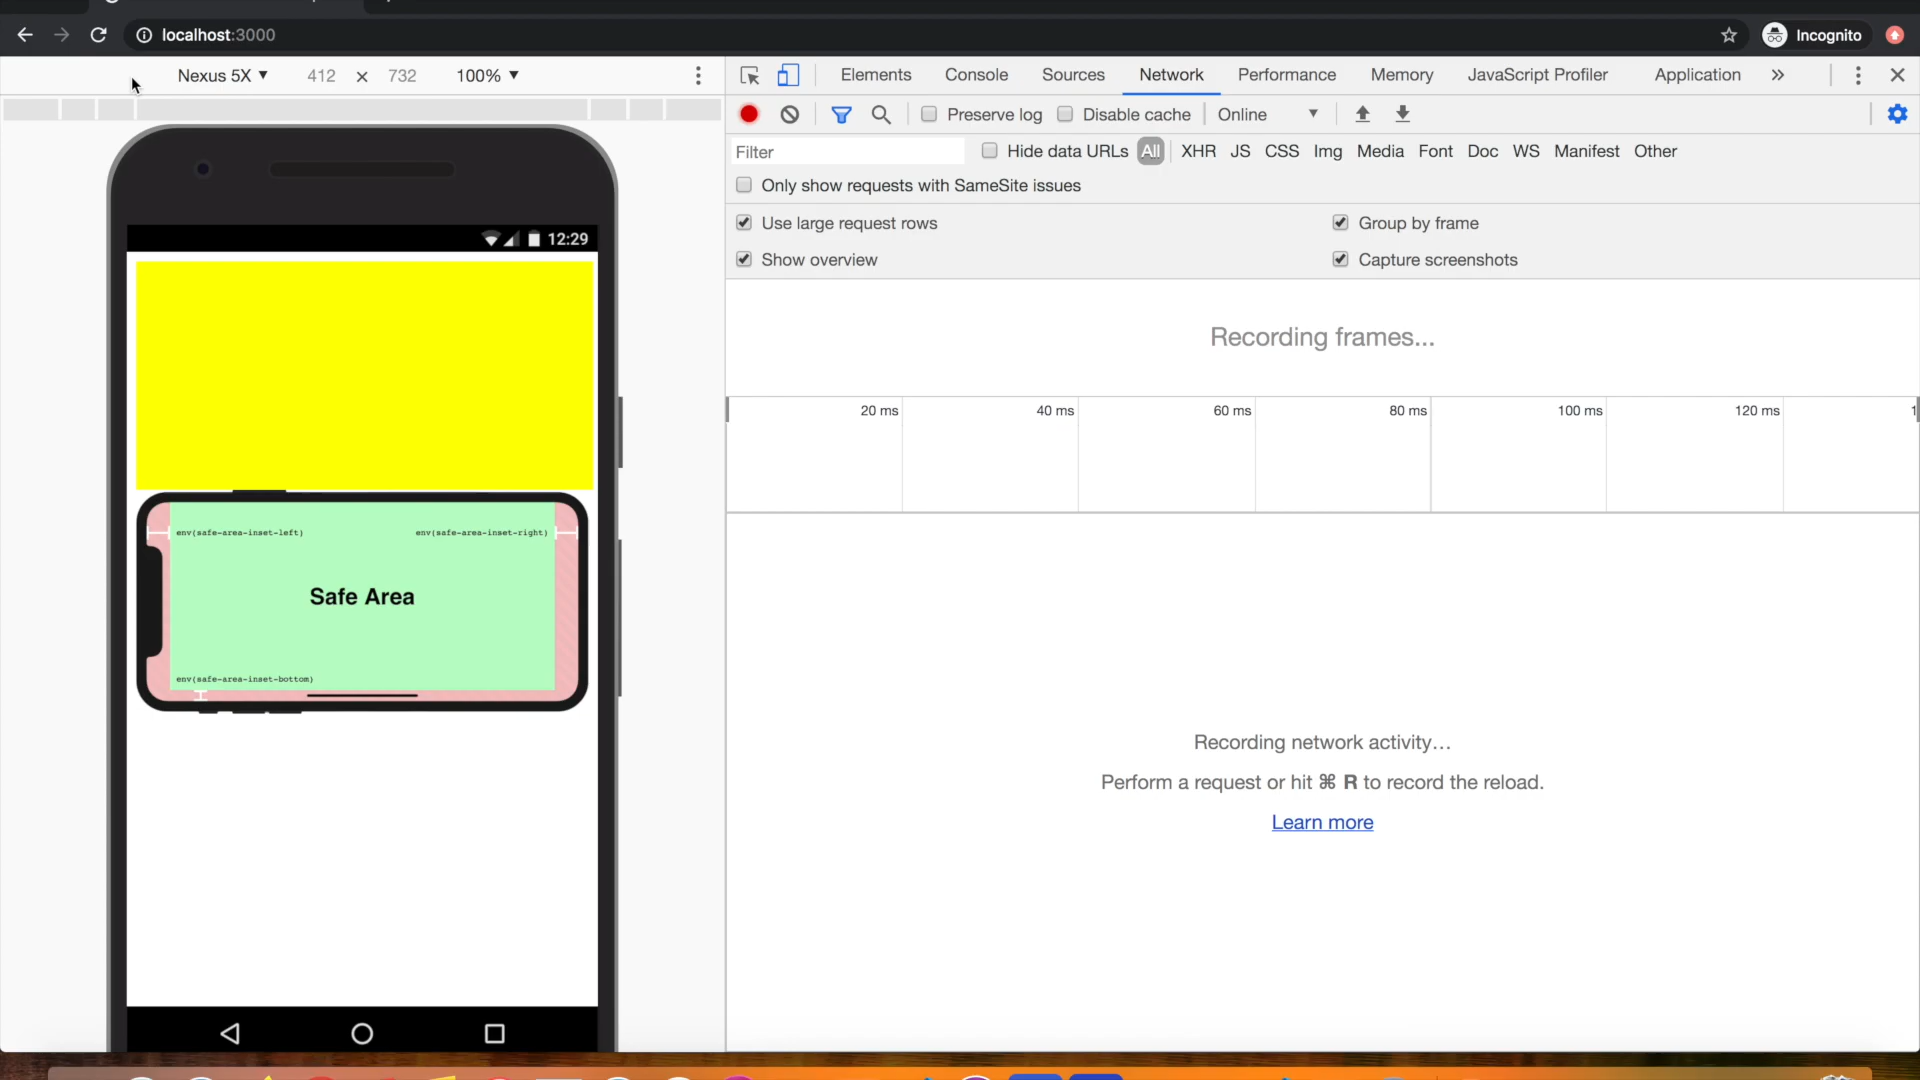 localhost:3000
Incognito
Nexus 5X ▼ 412 × 732 100% ▼
Elements Console Sources Network Performance Memory JavaScript Profiler Application »
Preserve log Disable cache Online ▼
Filter Hide data URLs All XHR JS CSS Img Media Font Doc WS Manifest Other
Only show requests with SameSite issues
Use large request rows Group by frame
Show overview Capture screenshots
Recording frames...
20 ms 40 ms 60 ms 80 ms 100 ms 120 ms
Recording network activity…
Perform a request or hit ⌘ R to record the reload.
Learn more
12:29
env(safe-area-inset-left) env(safe-area-inset-right)
Safe Area
env(safe-area-inset-bottom)